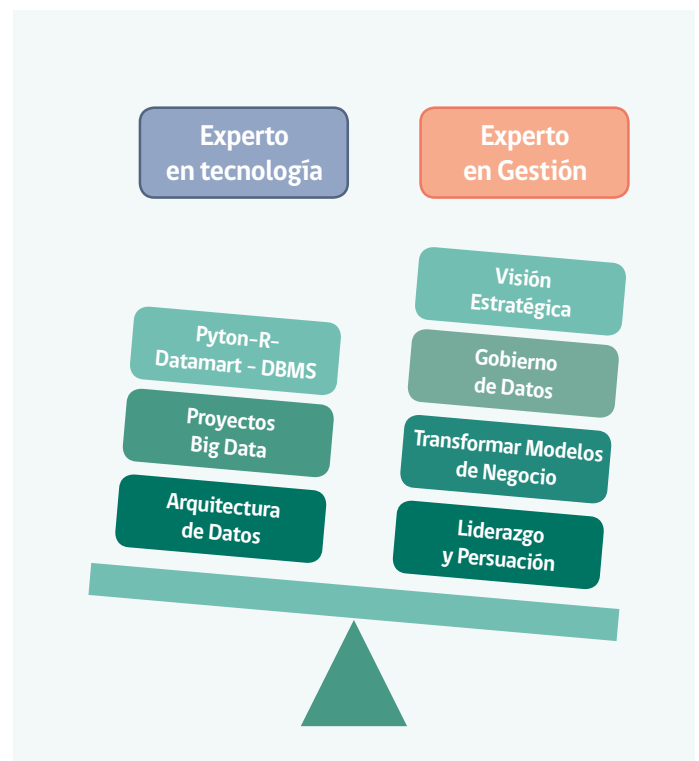 Experto
en tecnología
Experto
en Gestión
Pyton-R-
Datamart - DBMS
Proyectos
Big Data
Arquitectura
de Datos
Visión
Estratégica
Gobierno
de Datos
Transformar Modelos
de Negocio
Liderazgo
y Persuación